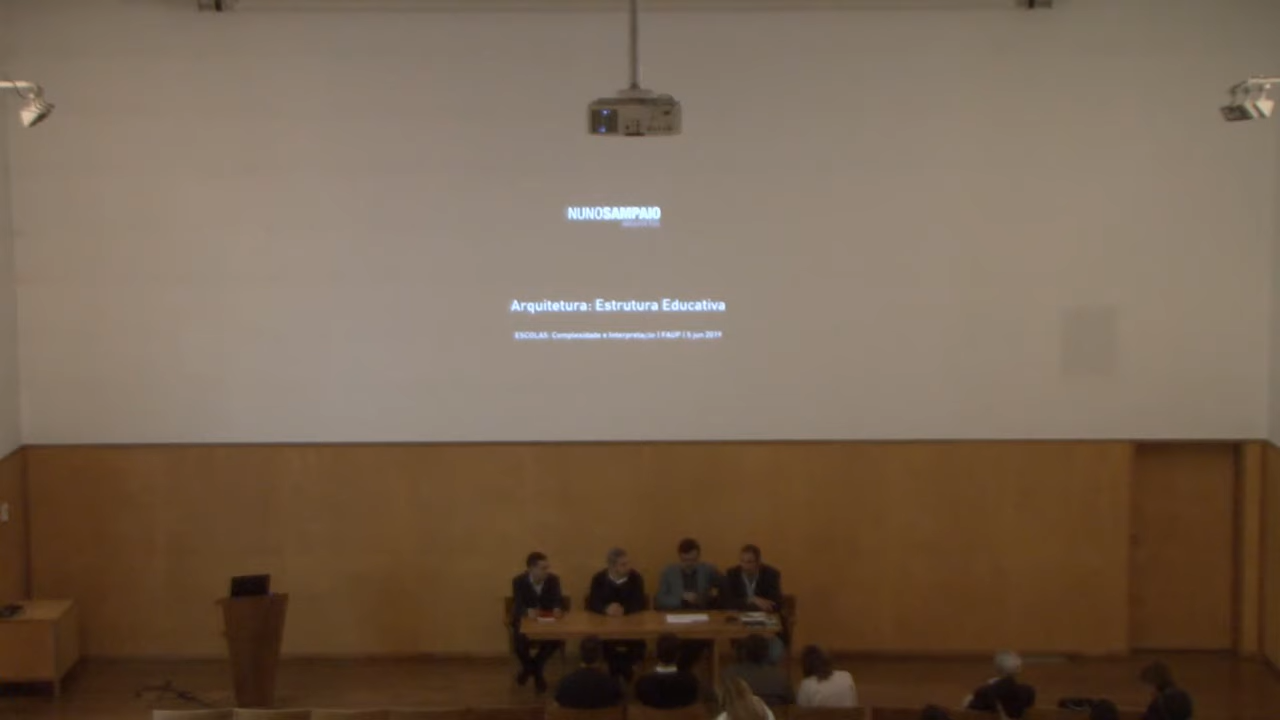 NUNOSAMPAIO
Arquitetura: Estrutura Educativa
ESCOLAS: Complexidade e Interpretação | FAUP | 5 jun 2019